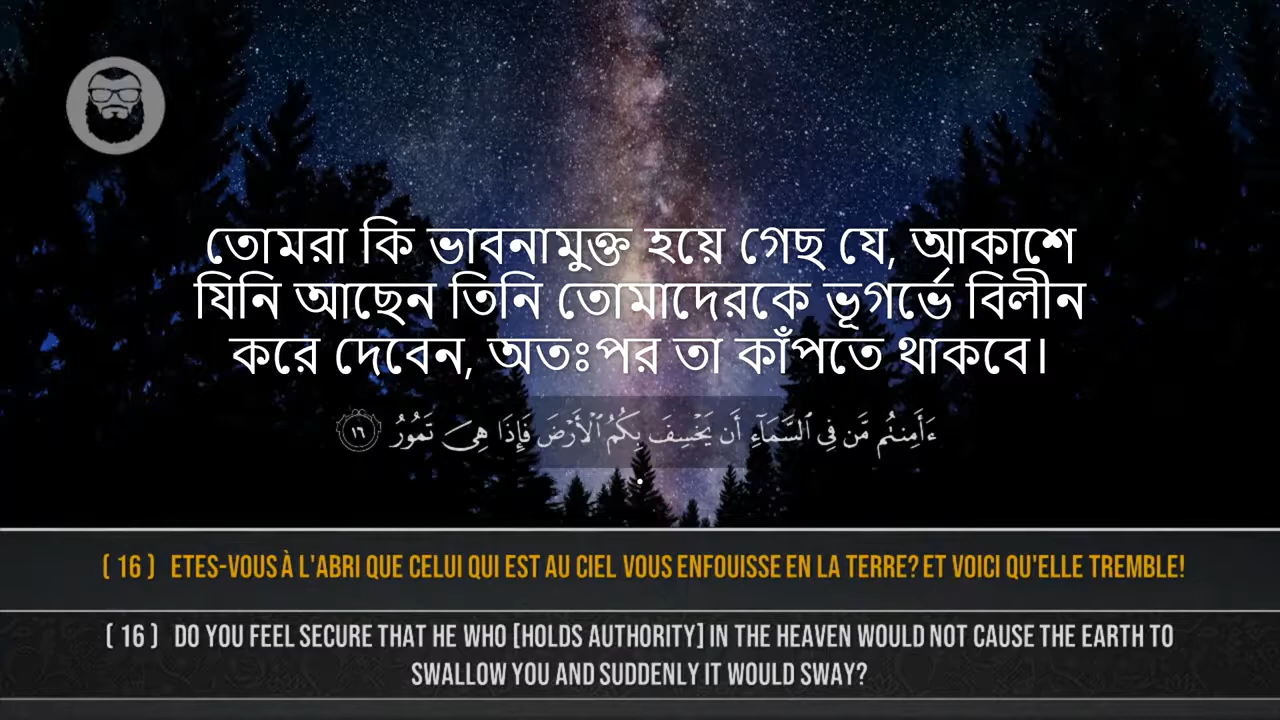 তোমরা কি ভাবনামুক্ত হয়ে গেছ যে, আকাশে
যিনি আছেন তিনি তোমাদেরকে ভূগর্ভে বিলীন
করে দেবেন, অতঃপর তা কাঁপতে থাকবে।
ءَأَمِنتُم مَّن فِي السَّمَآءِ أَن يَخْسِفَ بِكُمُ ٱلْأَرْضَ فَإِذَا هِيَ تَمُورُ ١٦
.
( 16 ) ETES-VOUS À L'ABRI QUE CELUI QUI EST AU CIEL VOUS ENFOUISSE EN LA TERRE? ET VOICI QU'ELLE TREMBLE!
( 16 ) DO YOU FEEL SECURE THAT HE WHO [HOLDS AUTHORITY] IN THE HEAVEN WOULD NOT CAUSE THE EARTH TO
SWALLOW YOU AND SUDDENLY IT WOULD SWAY?